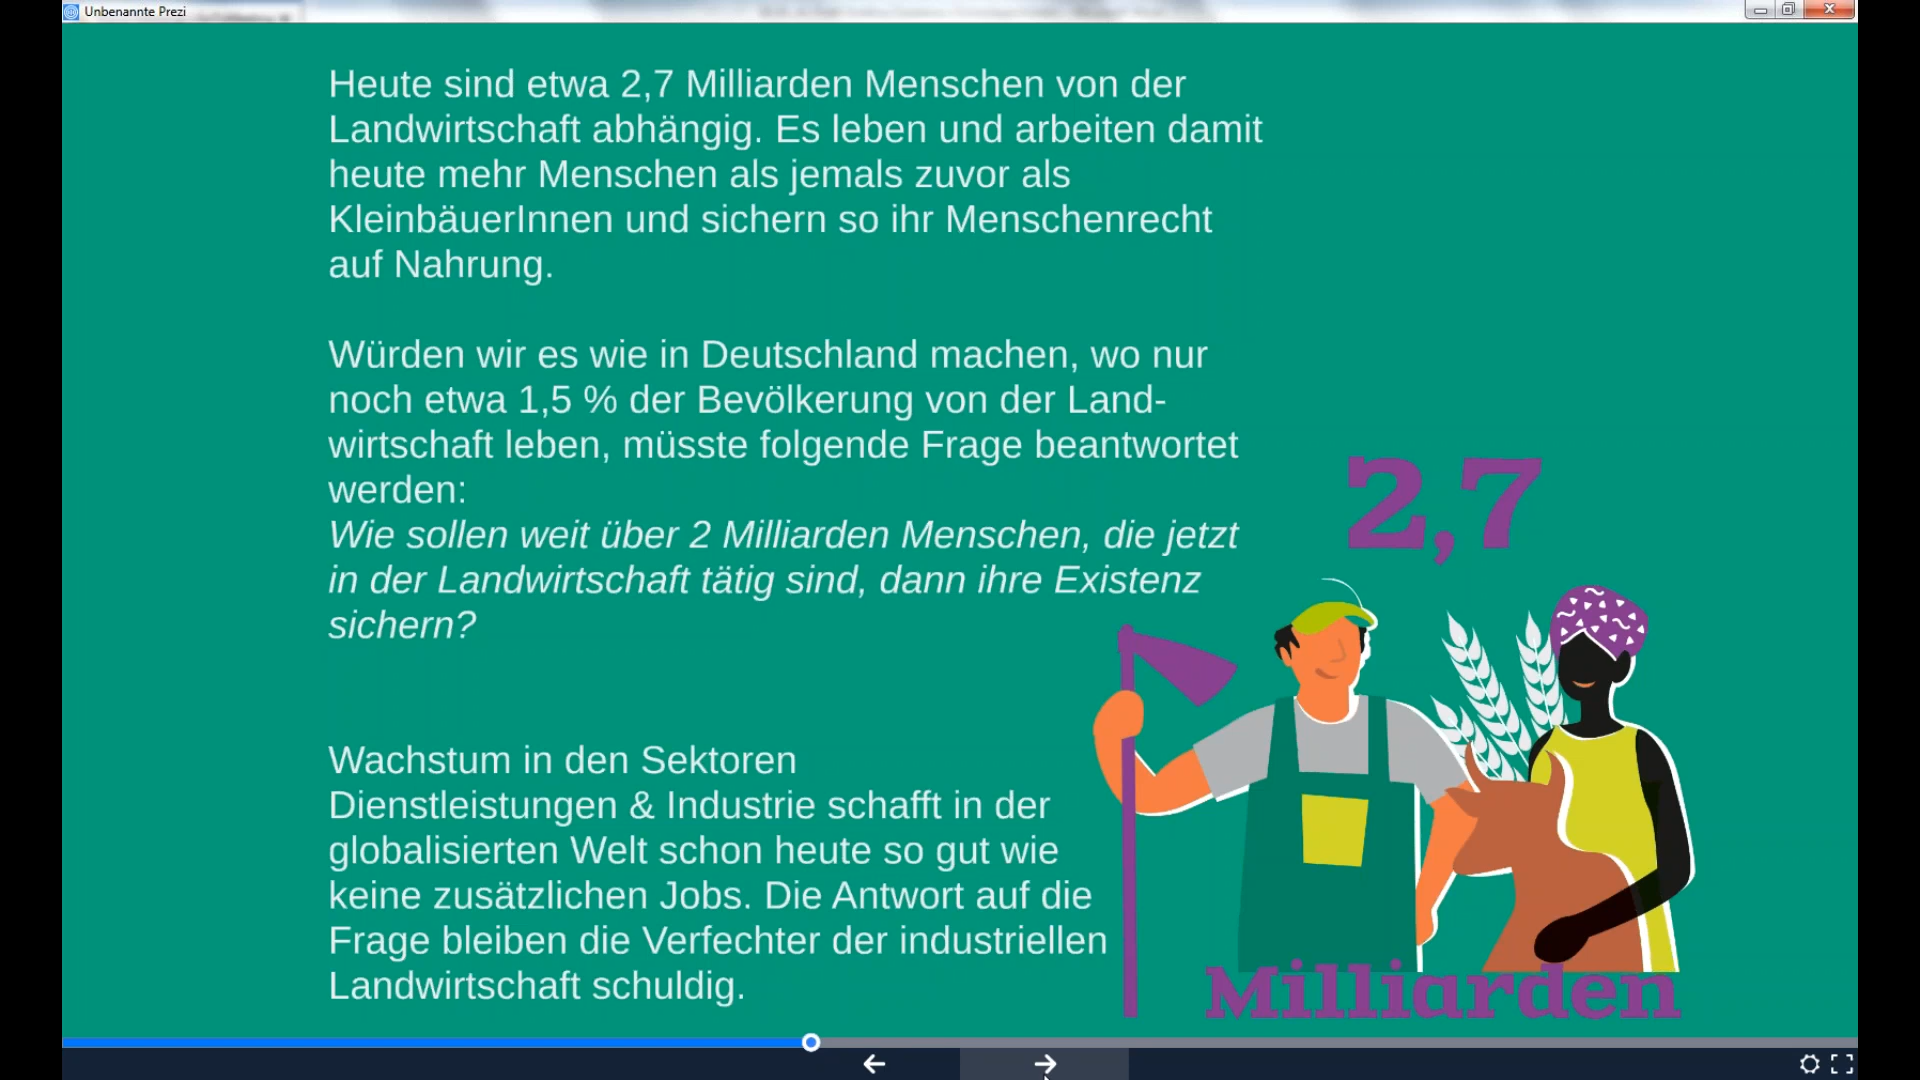 Unbenannte Prezi
Heute sind etwa 2,7 Milliarden Menschen von der
Landwirtschaft abhängig. Es leben und arbeiten damit
heute mehr Menschen als jemals zuvor als
KleinbäuerInnen und sichern so ihr Menschenrecht
auf Nahrung.
Würden wir es wie in Deutschland machen, wo nur
noch etwa 1,5 % der Bevölkerung von der Land-
wirtschaft leben, müsste folgende Frage beantwortet
werden:
Wie sollen weit über 2 Milliarden Menschen, die jetzt
in der Landwirtschaft tätig sind, dann ihre Existenz
sichern?
Wachstum in den Sektoren
Dienstleistungen & Industrie schafft in der
globalisierten Welt schon heute so gut wie
keine zusätzlichen Jobs. Die Antwort auf die
Frage bleiben die Verfechter der industriellen
Landwirtschaft schuldig.
2,7
Milliarden